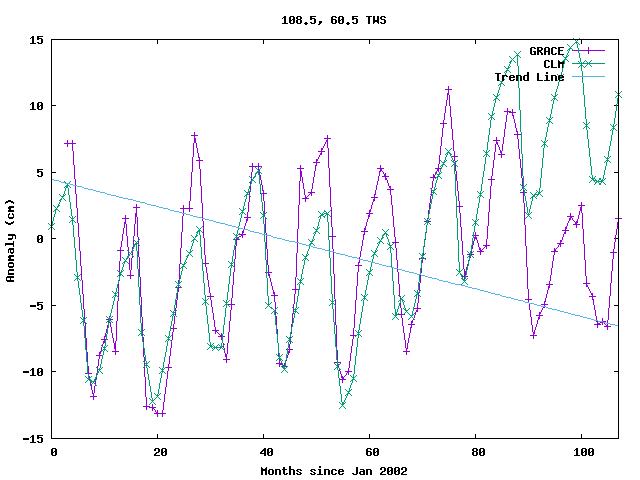 108.5, 60.5 TWS
15
10
5
0
-5
-10
-15
Anomaly (cm)
GRACE
CLM
Trend Line
0 20 40 60 80 100
Months since Jan 2002